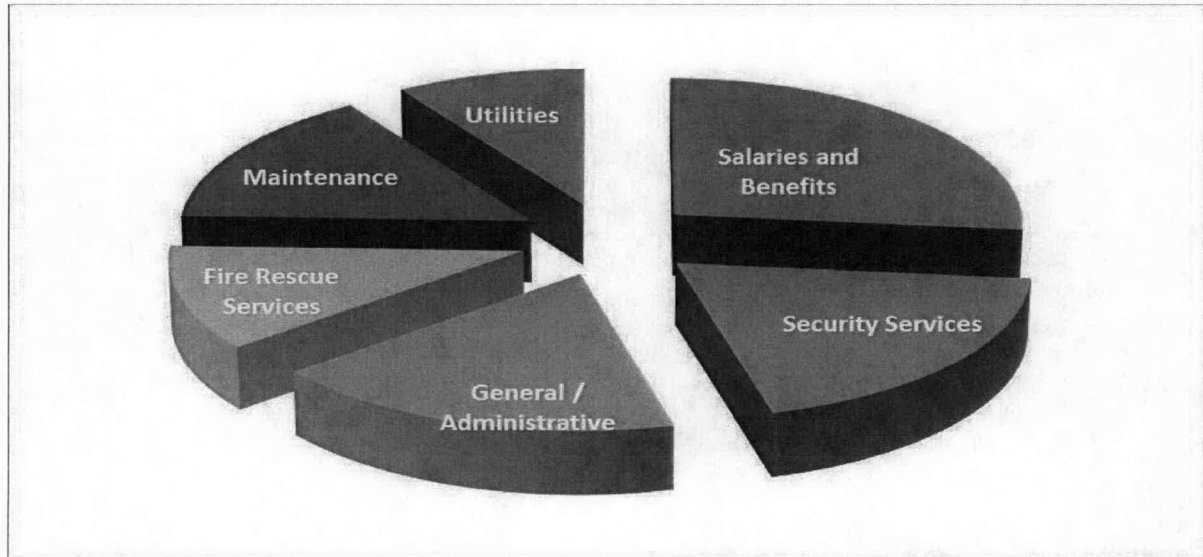 Utilities
Salaries and
Benefits
Maintenance
Fire Rescue
Services
Security Services
General /
Administrative